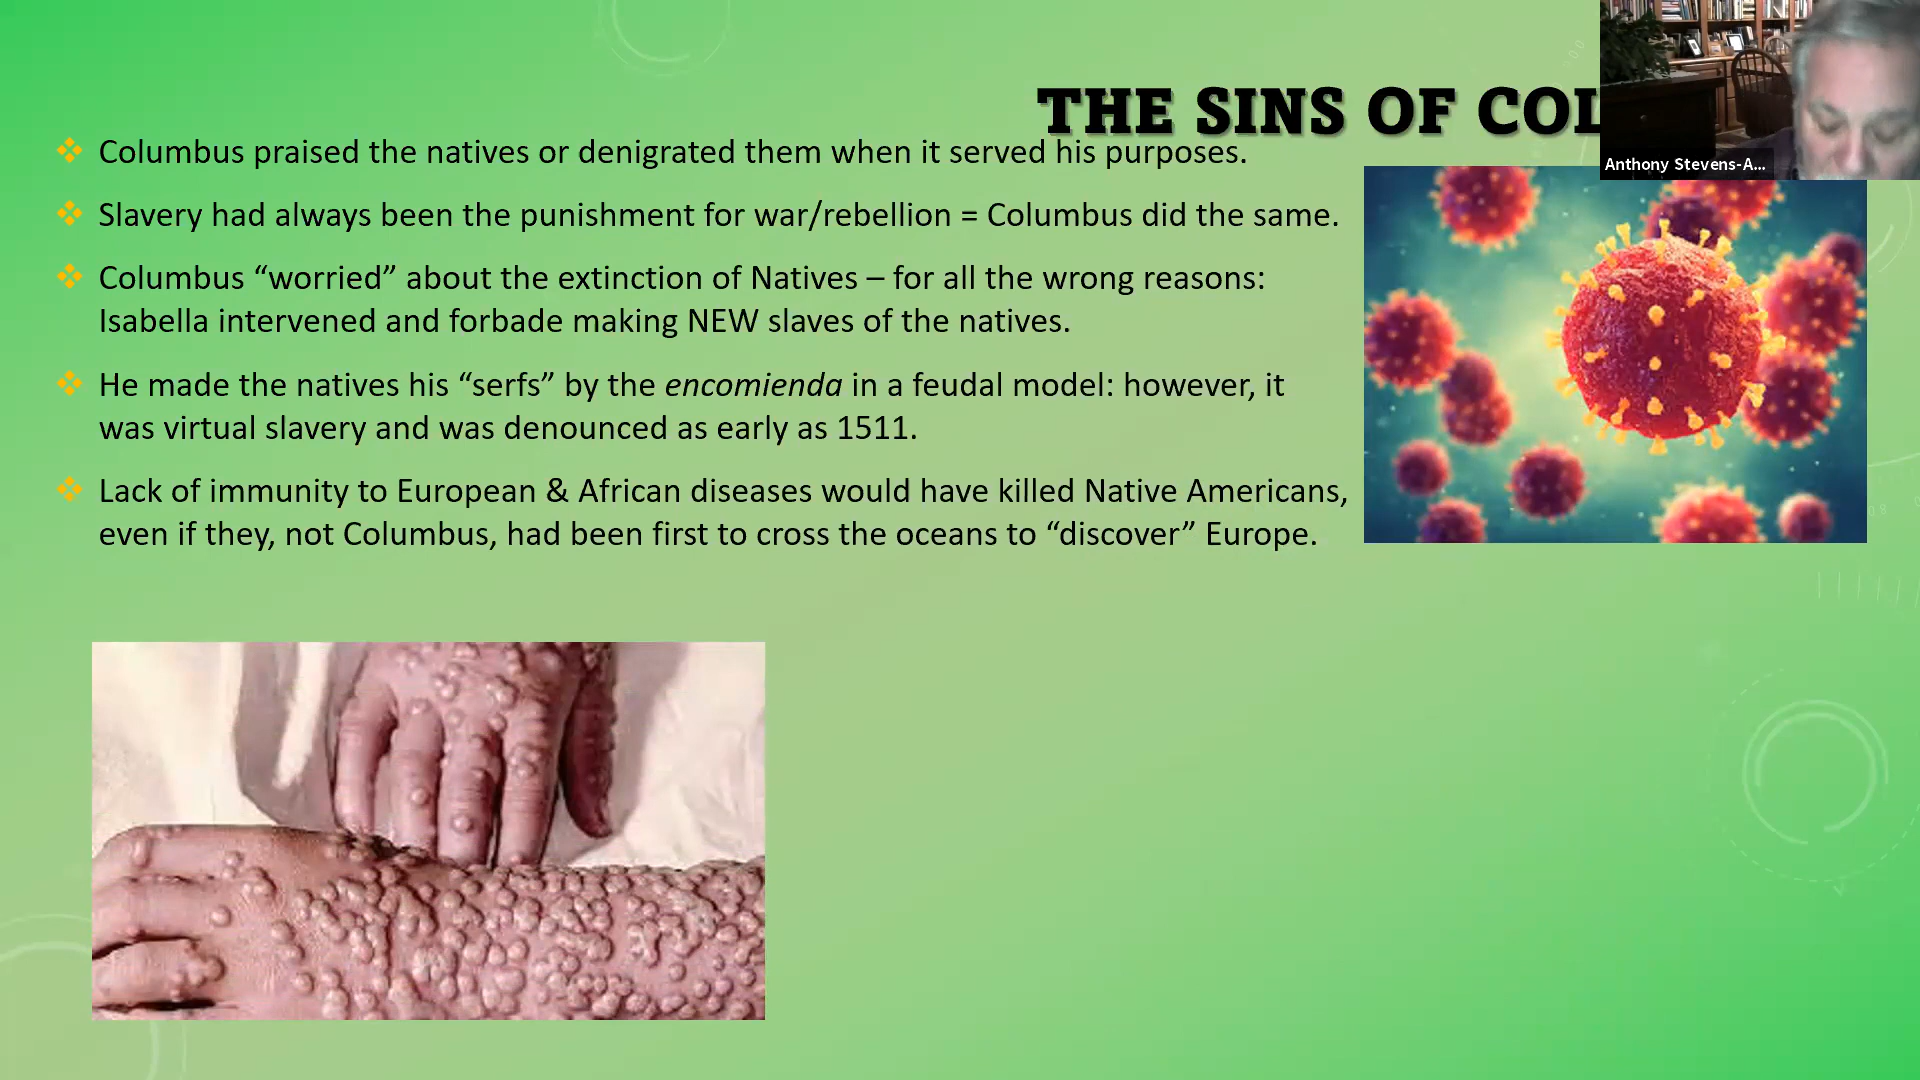 THE SINS OF COL
Anthony Stevens-A...
❖ Columbus praised the natives or denigrated them when it served his purposes.
❖ Slavery had always been the punishment for war/rebellion = Columbus did the same.
❖ Columbus “worried” about the extinction of Natives – for all the wrong reasons:
Isabella intervened and forbade making NEW slaves of the natives.
❖ He made the natives his “serfs” by the encomienda in a feudal model: however, it
was virtual slavery and was denounced as early as 1511.
❖ Lack of immunity to European & African diseases would have killed Native Americans,
even if they, not Columbus, had been first to cross the oceans to “discover” Europe.